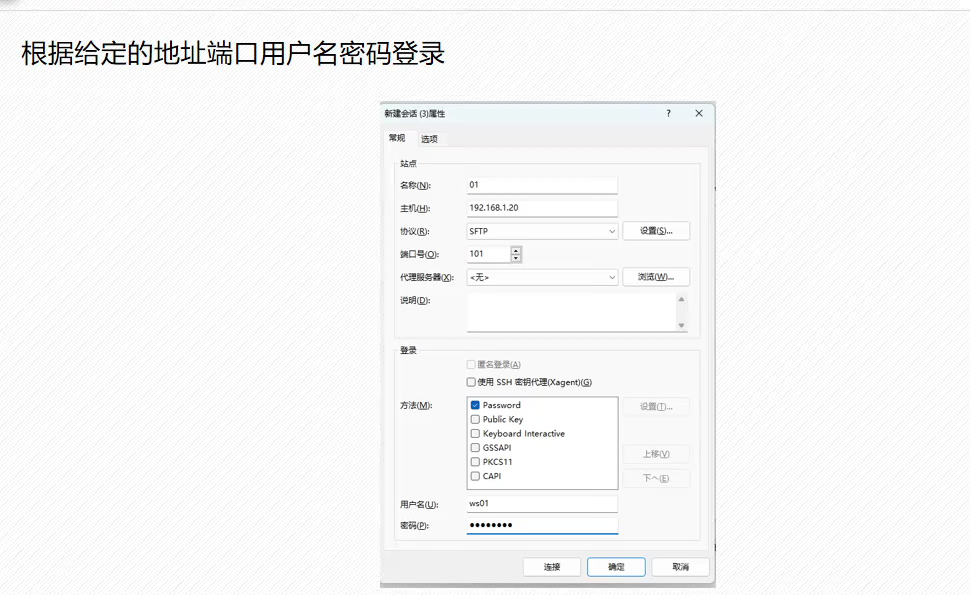 根据给定的地址端口用户名密码登录
新建会话 (3)属性
? ×
常规 选项
站点
名称(N): 01
主机(H): 192.168.1.20
协议(R): SFTP 设置(S)...
端口号(O): 101
代理服务器(X): <无> 浏览(W)...
说明(D):
登录
匿名登录(A)
使用 SSH 密钥代理(Xagent)(G)
方法(M): Password 设置(T)...
Public Key
Keyboard Interactive
GSSAPI 上移(V)
PKCS11
CAPI 下へ(E)
用户名(U): ws01
密码(P): ●●●●●●●●
连接 确定 取消